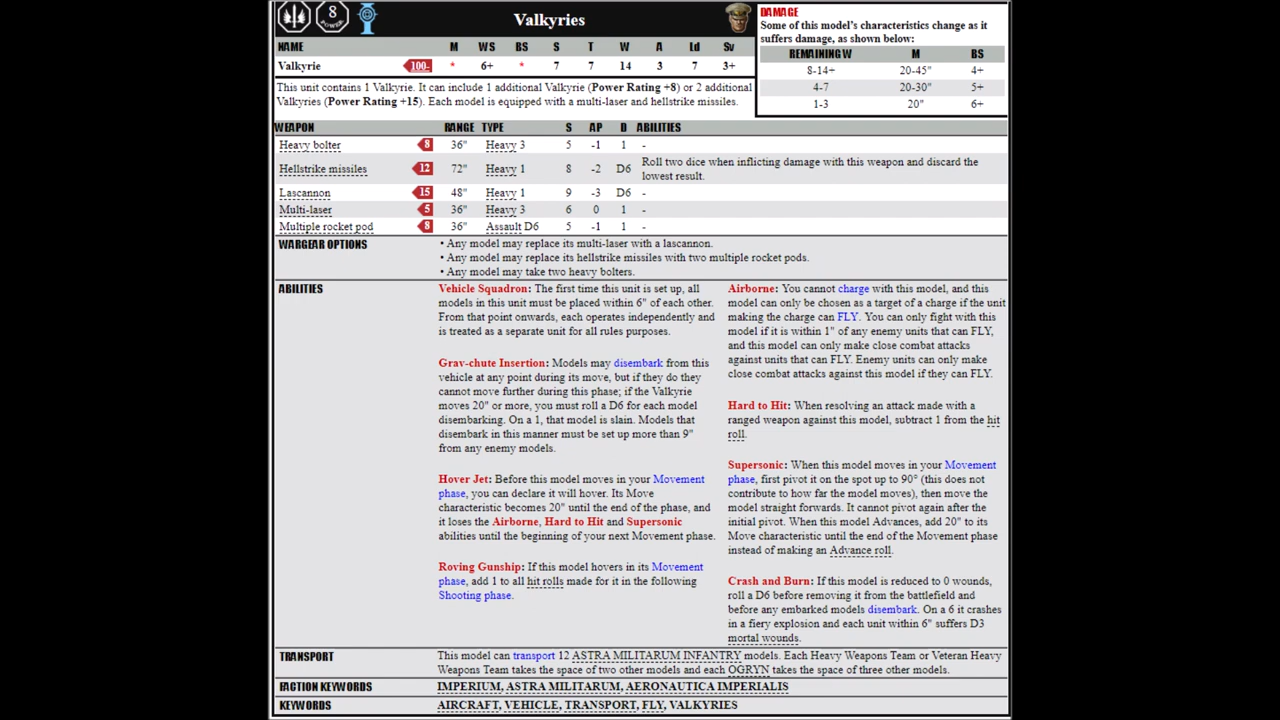 8
POWER
Valkyries
NAME M WS BS S T W A Ld Sv
Valkyrie 100- * 6+ * 7 7 14 3 7 3+
This unit contains 1 Valkyrie. It can include 1 additional Valkyrie (Power Rating +8) or 2 additional
Valkyries (Power Rating +15). Each model is equipped with a multi-laser and hellstrike missiles.
DAMAGE
Some of this model's characteristics change as it
suffers damage, as shown below:
REMAINING W M BS
8-14+ 20-45" 4+
4-7 20-30" 5+
1-3 20" 6+
WEAPON RANGE TYPE S AP D ABILITIES
Heavy bolter 8 36" Heavy 3 5 -1 1 -
Hellstrike missiles 12 72" Heavy 1 8 -2 D6 Roll two dice when inflicting damage with this weapon and discard the
lowest result.
Lascannon 15 48" Heavy 1 9 -3 D6 -
Multi-laser 5 36" Heavy 3 6 0 1 -
Multiple rocket pod 8 36" Assault D6 5 -1 1 -
WARGEAR OPTIONS
• Any model may replace its multi-laser with a lascannon.
• Any model may replace its hellstrike missiles with two multiple rocket pods.
• Any model may take two heavy bolters.
ABILITIES
Vehicle Squadron: The first time this unit is set up, all
models in this unit must be placed within 6" of each other.
From that point onwards, each operates independently and
is treated as a separate unit for all rules purposes.
Grav-chute Insertion: Models may disembark from this
vehicle at any point during its move, but if they do they
cannot move further during this phase; if the Valkyrie
moves 20" or more, you must roll a D6 for each model
disembarking. On a 1, that model is slain. Models that
disembark in this manner must be set up more than 9"
from any enemy models.
Hover Jet: Before this model moves in your Movement
phase, you can declare it will hover. Its Move
characteristic becomes 20" until the end of the phase, and
it loses the Airborne, Hard to Hit and Supersonic
abilities until the beginning of your next Movement phase.
Roving Gunship: If this model hovers in its Movement
phase, add 1 to all hit rolls made for it in the following
Shooting phase.
Airborne: You cannot charge with this model, and this
model can only be chosen as a target of a charge if the unit
making the charge can FLY. You can only fight with this
model if it is within 1" of any enemy units that can FLY,
and this model can only make close combat attacks
against units that can FLY. Enemy units can only make
close combat attacks against this model if they can FLY.
Hard to Hit: When resolving an attack made with a
ranged weapon against this model, subtract 1 from the hit
roll.
Supersonic: When this model moves in your Movement
phase, first pivot it on the spot up to 90° (this does not
contribute to how far the model moves), then move the
model straight forwards. It cannot pivot again after the
initial pivot. When this model Advances, add 20" to its
Move characteristic until the end of the Movement phase
instead of making an Advance roll.
Crash and Burn: If this model is reduced to 0 wounds,
roll a D6 before removing it from the battlefield and
before any embarked models disembark. On a 6 it crashes
in a fiery explosion and each unit within 6" suffers D3
mortal wounds.
TRANSPORT
This model can transport 12 ASTRA MILITARUM INFANTRY models. Each Heavy Weapons Team or Veteran Heavy
Weapons Team takes the space of two other models and each OGRYN takes the space of three other models.
FACTION KEYWORDS IMPERIUM, ASTRA MILITARUM, AERONAUTICA IMPERIALIS
KEYWORDS AIRCRAFT, VEHICLE, TRANSPORT, FLY, VALKYRIES